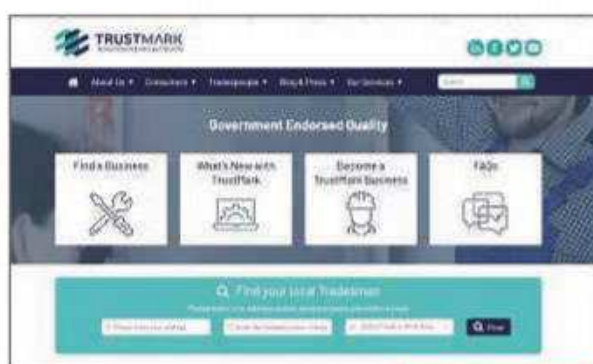 TRUSTMARK
About Us Consumers Tradespeople Blog & Press Our Services Search
Government Endorsed Quality
Find a Business
What's New with
TrustMark
Become a
TrustMark Business
FAQs
Find your local Tradesman
Find